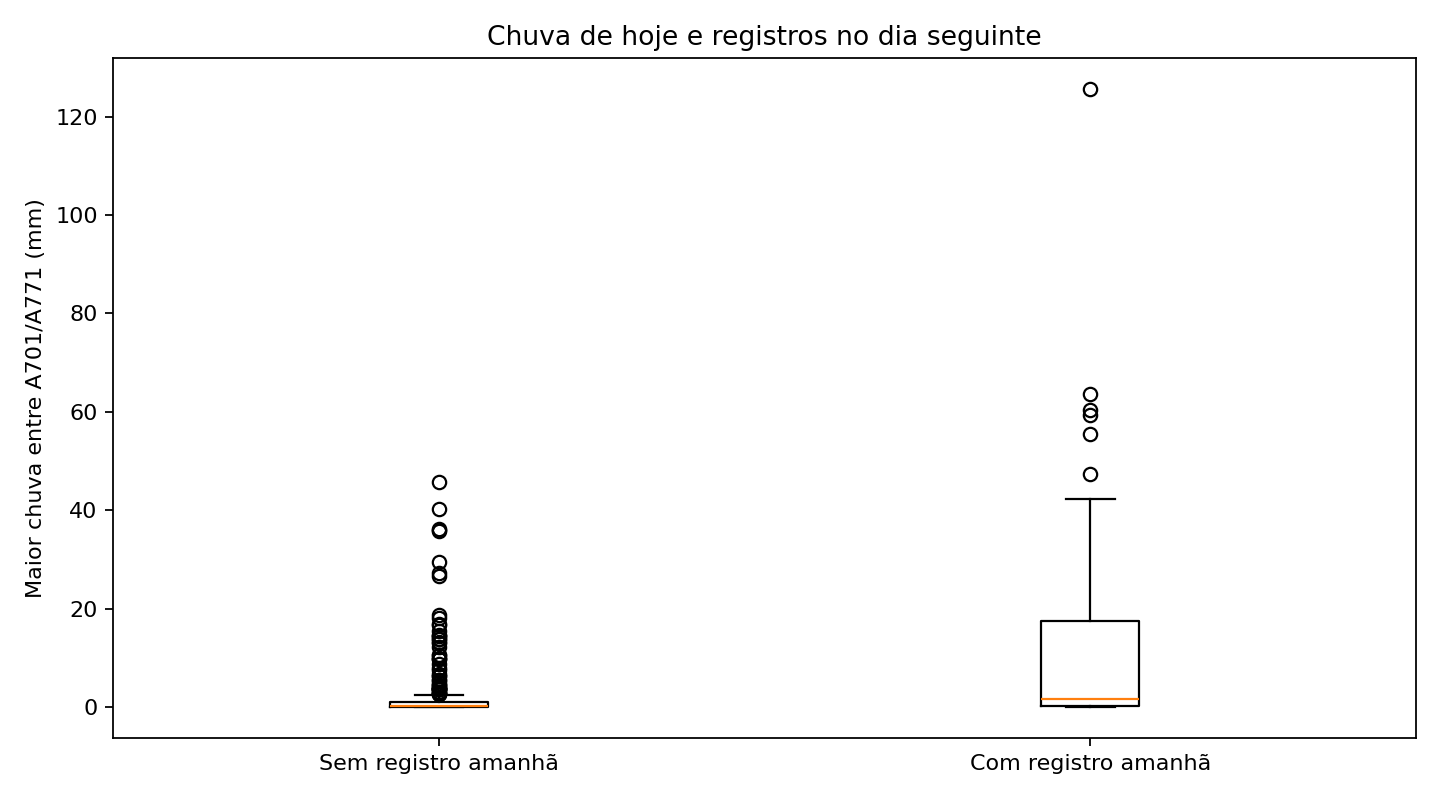 Chuva de hoje e registros no dia seguinte
Maior chuva entre A701/A771 (mm)
120
100
80
60
40
20
0
Sem registro amanhã
Com registro amanhã